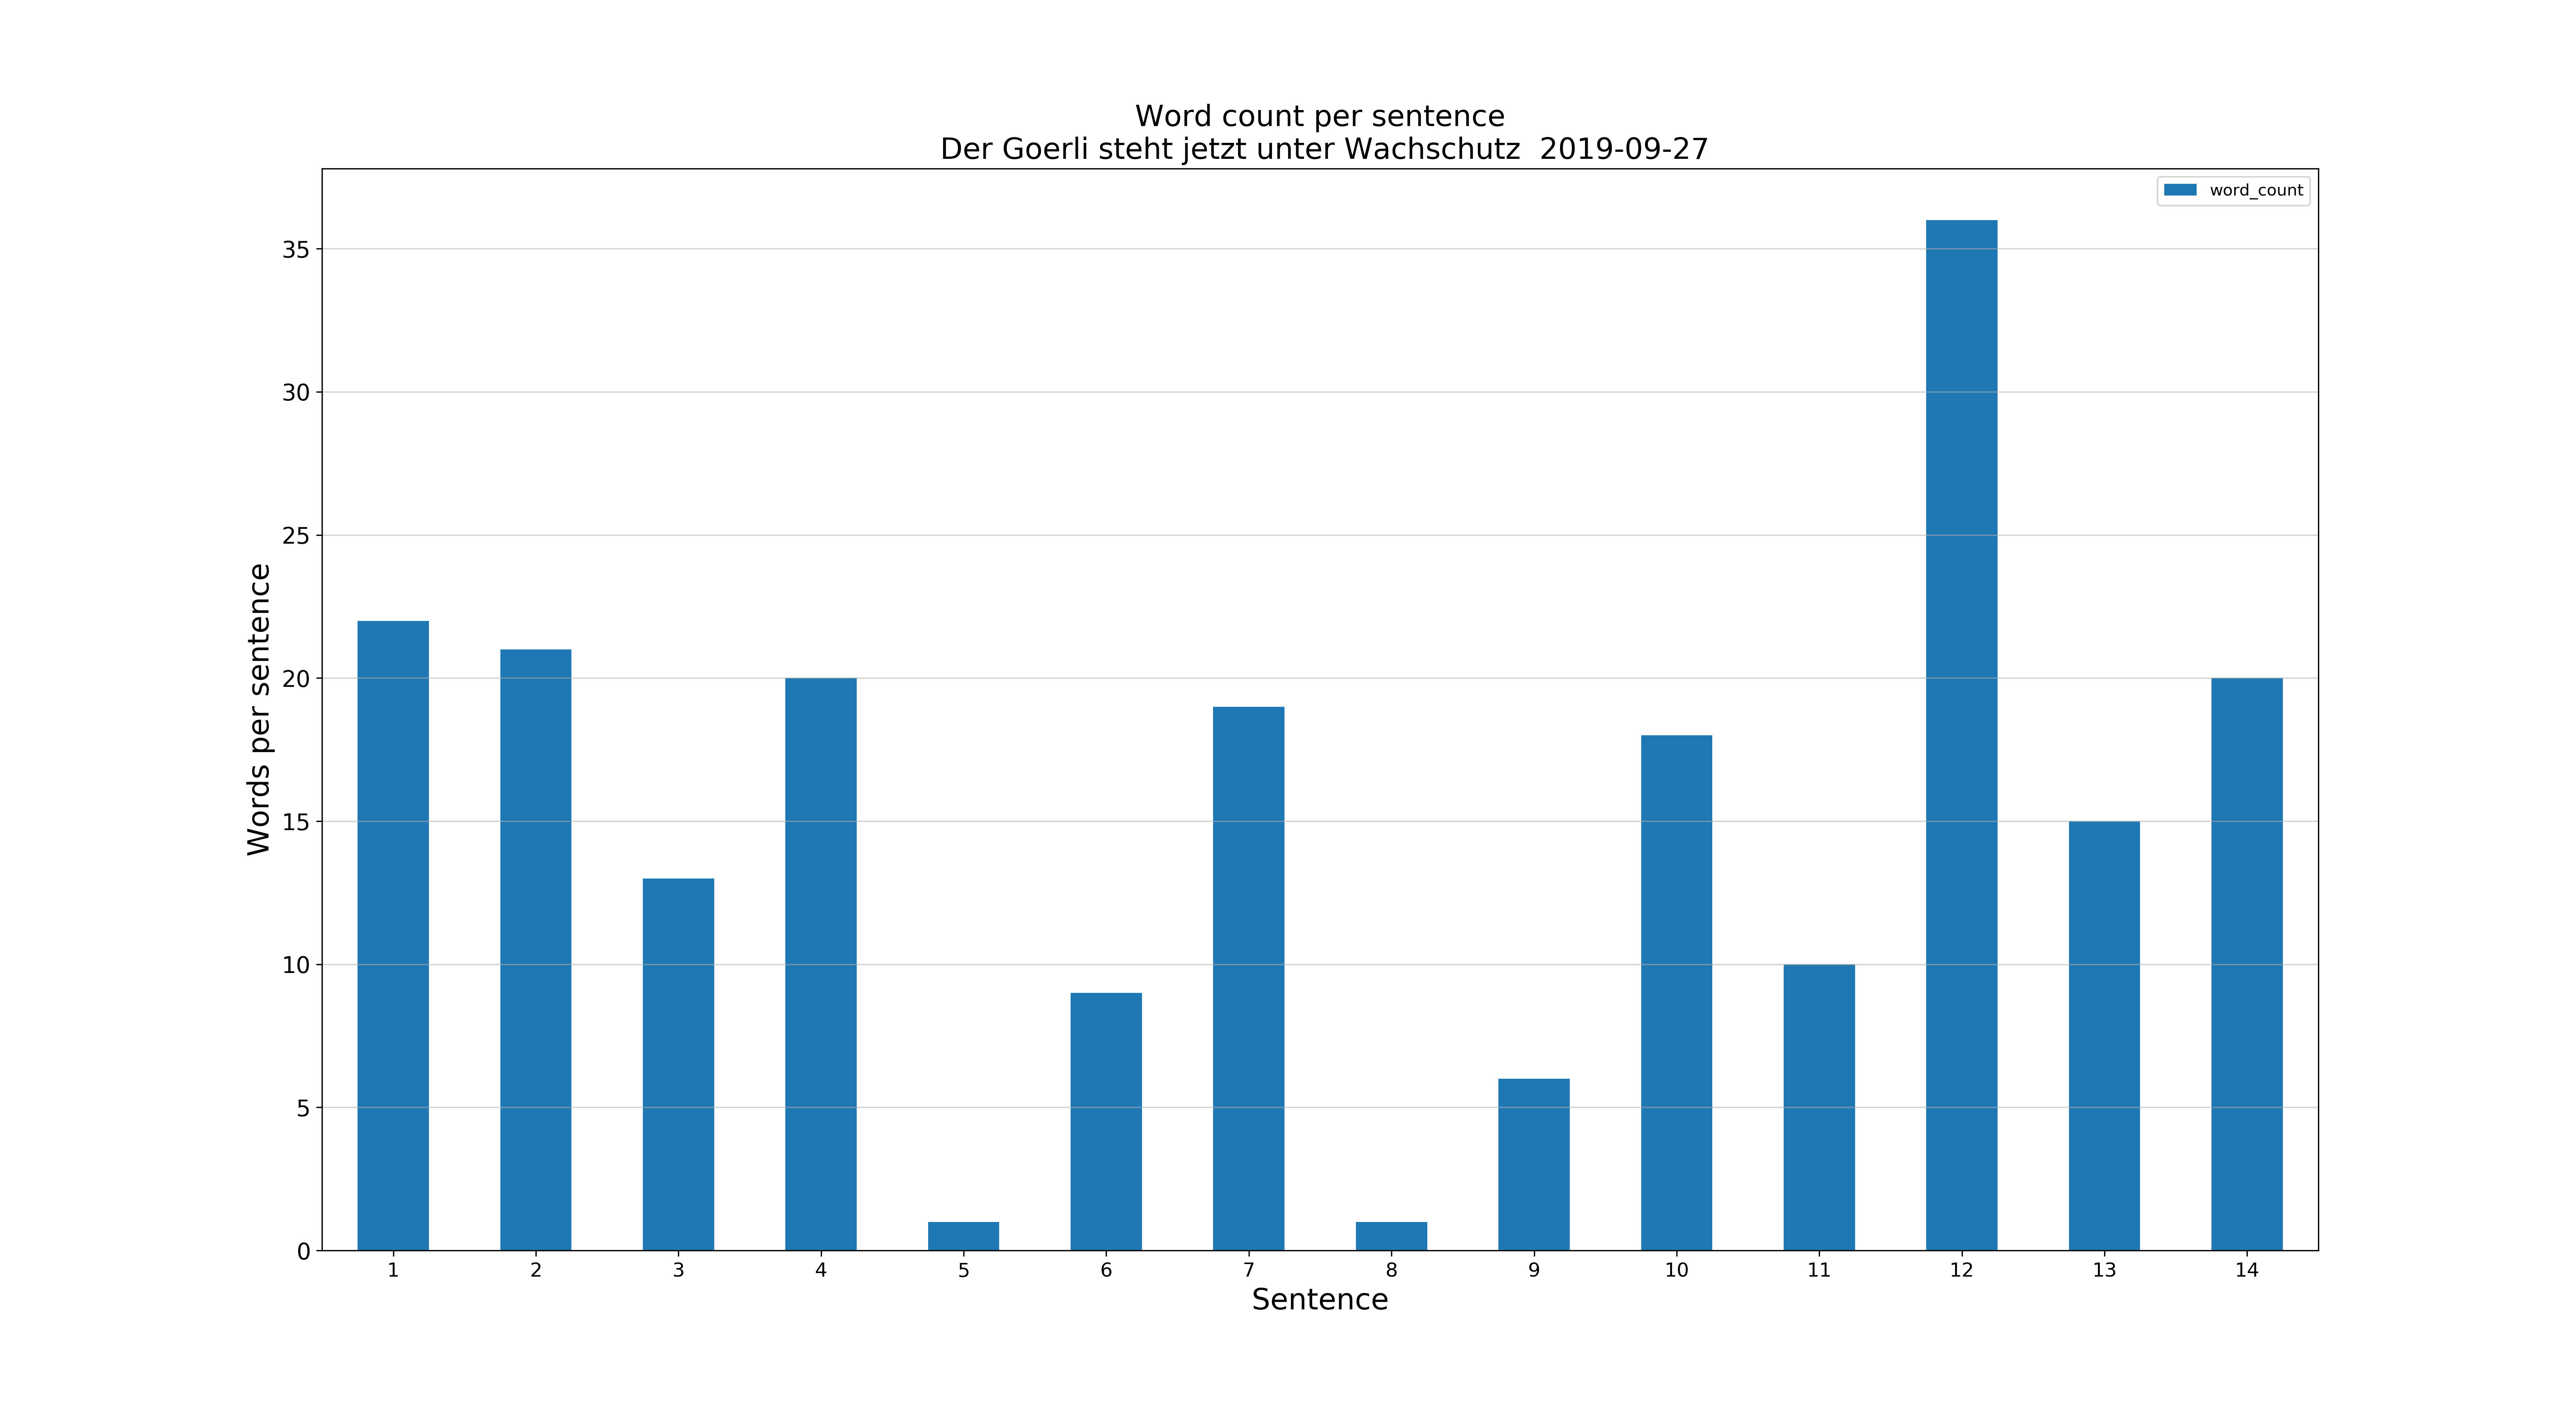 Word count per sentence
Der Goerli steht jetzt unter Wachschutz  2019-09-27
word_count
35
30
25
20
15
10
5
0
Words per sentence
1 2 3 4 5 6 7 8 9 10 11 12 13 14
Sentence